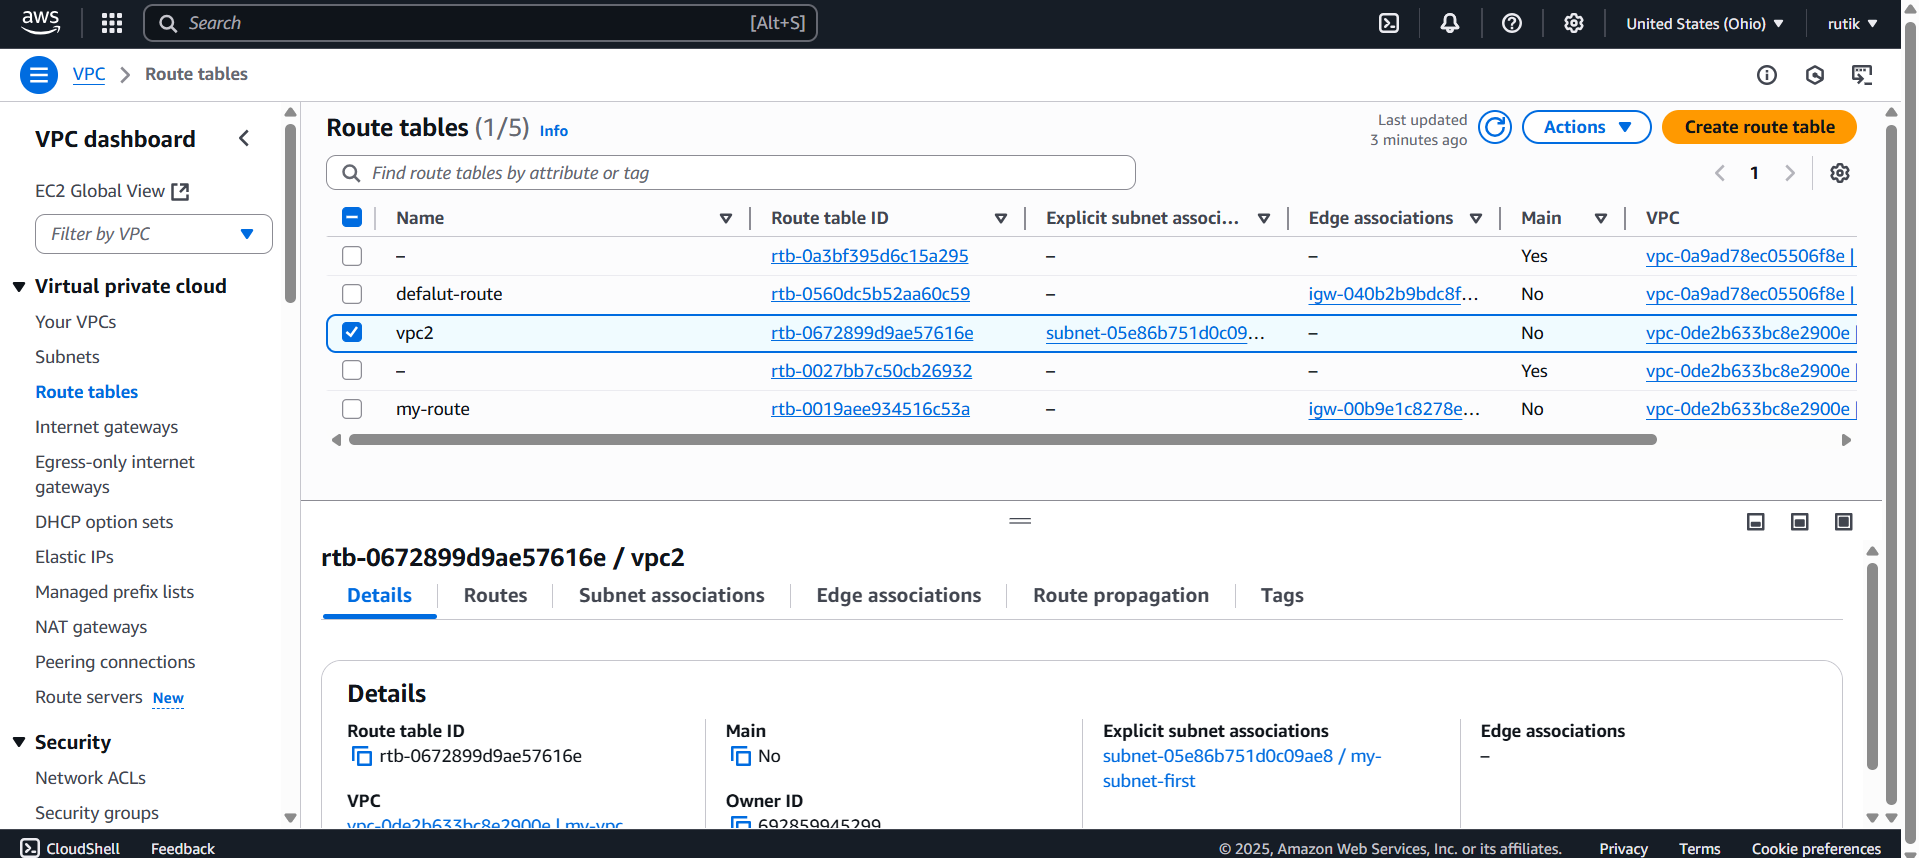 aws
Search [Alt+S]
United States (Ohio)
rutik
VPC > Route tables
VPC dashboard
EC2 Global View
Filter by VPC
Virtual private cloud
Your VPCs
Subnets
Route tables
Internet gateways
Egress-only internet
gateways
DHCP option sets
Elastic IPs
Managed prefix lists
NAT gateways
Peering connections
Route servers New
Security
Network ACLs
Security groups
Route tables (1/5) Info
Last updated
3 minutes ago
Actions
Create route table
Find route tables by attribute or tag
1
Name Route table ID Explicit subnet associ... Edge associations Main VPC
– rtb-0a3bf395d6c15a295 – – Yes vpc-0a9ad78ec05506f8e |
defalut-route rtb-0560dc5b52aa60c59 – igw-040b2b9bdc8f... No vpc-0a9ad78ec05506f8e |
vpc2 rtb-0672899d9ae57616e subnet-05e86b751d0c09... – No vpc-0de2b633bc8e2900e |
– rtb-0027bb7c50cb26932 – – Yes vpc-0de2b633bc8e2900e |
my-route rtb-0019aee934516c53a – igw-00b9e1c8278e... No vpc-0de2b633bc8e2900e |
rtb-0672899d9ae57616e / vpc2
Details Routes Subnet associations Edge associations Route propagation Tags
Details
Route table ID
rtb-0672899d9ae57616e
Main
No
Explicit subnet associations
subnet-05e86b751d0c09ae8 / my-
subnet-first
Edge associations
–
VPC
vpc-0de2b633bc8e2900e | my-vpc
Owner ID
692859945299
CloudShell Feedback © 2025, Amazon Web Services, Inc. or its affiliates. Privacy Terms Cookie preferences